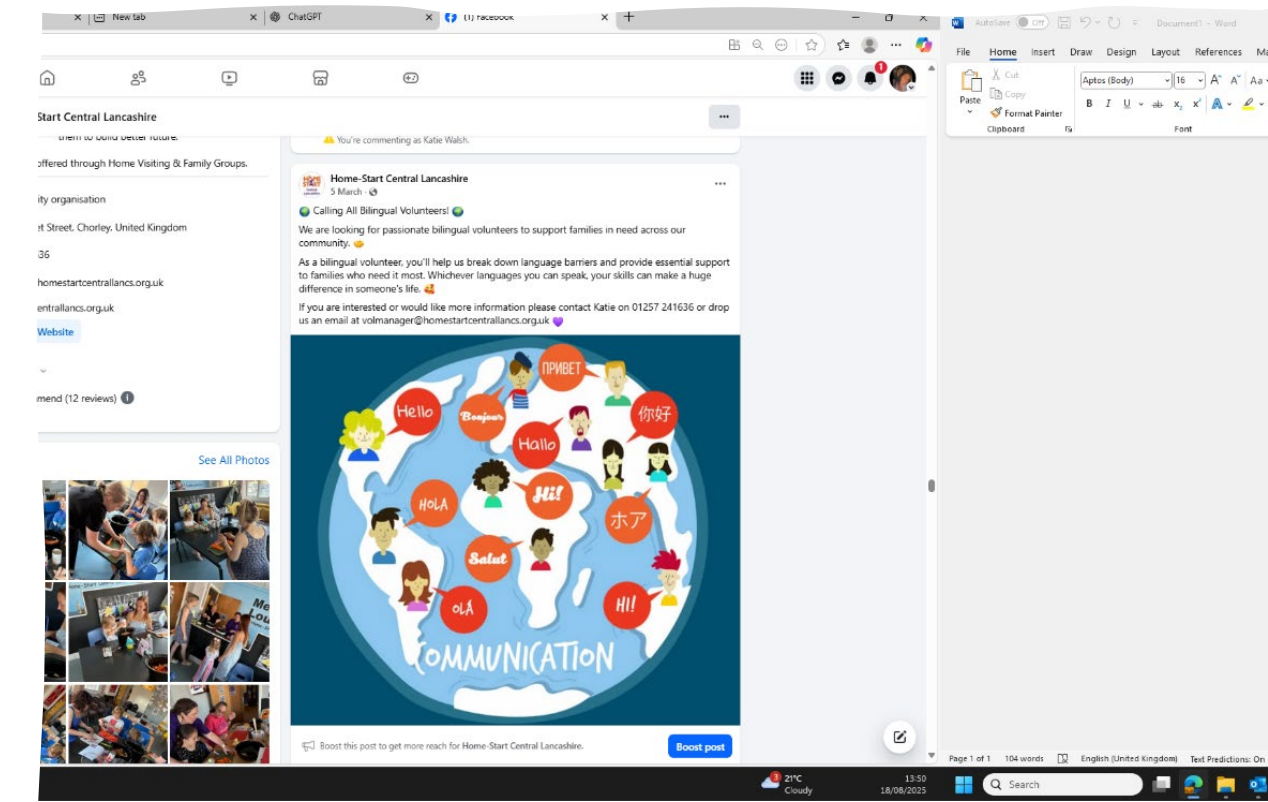 New tab
ChatGPT
(1) Facebook
AutoSave Off
Document1 - Word
File Home Insert Draw Design Layout References Ma
Paste
Cut
Copy
Format Painter
Clipboard
Aptos (Body) 16
Font
1
Start Central Lancashire
them to build better future.
offered through Home Visiting & Family Groups.
ity organisation
et Street, Chorley, United Kingdom
36
homestartcentrallancs.org.uk
entrallancs.org.uk
Website
mend (12 reviews)
See All Photos
You're commenting as Katie Walsh.
Home-Start Central Lancashire
5 March
Calling All Bilingual Volunteers!
We are looking for passionate bilingual volunteers to support families in need across our
community.
As a bilingual volunteer, you'll help us break down language barriers and provide essential support
to families who need it most. Whichever languages you can speak, your skills can make a huge
difference in someone's life.
If you are interested or would like more information please contact Katie on 01257 241636 or drop
us an email at volmanager@homestartcentrallancs.org.uk
ПРИВЕТ
Hello
Bonjour
你好
Hallo
HOLA
Hi!
ホア
Salut
OLÁ
HI!
COMMUNICATION
Boost this post to get more reach for Home-Start Central Lancashire.
Boost post
Page 1 of 1 104 words English (United Kingdom) Text Predictions: On
3
21°C
Cloudy
13:50
18/08/2025
Search